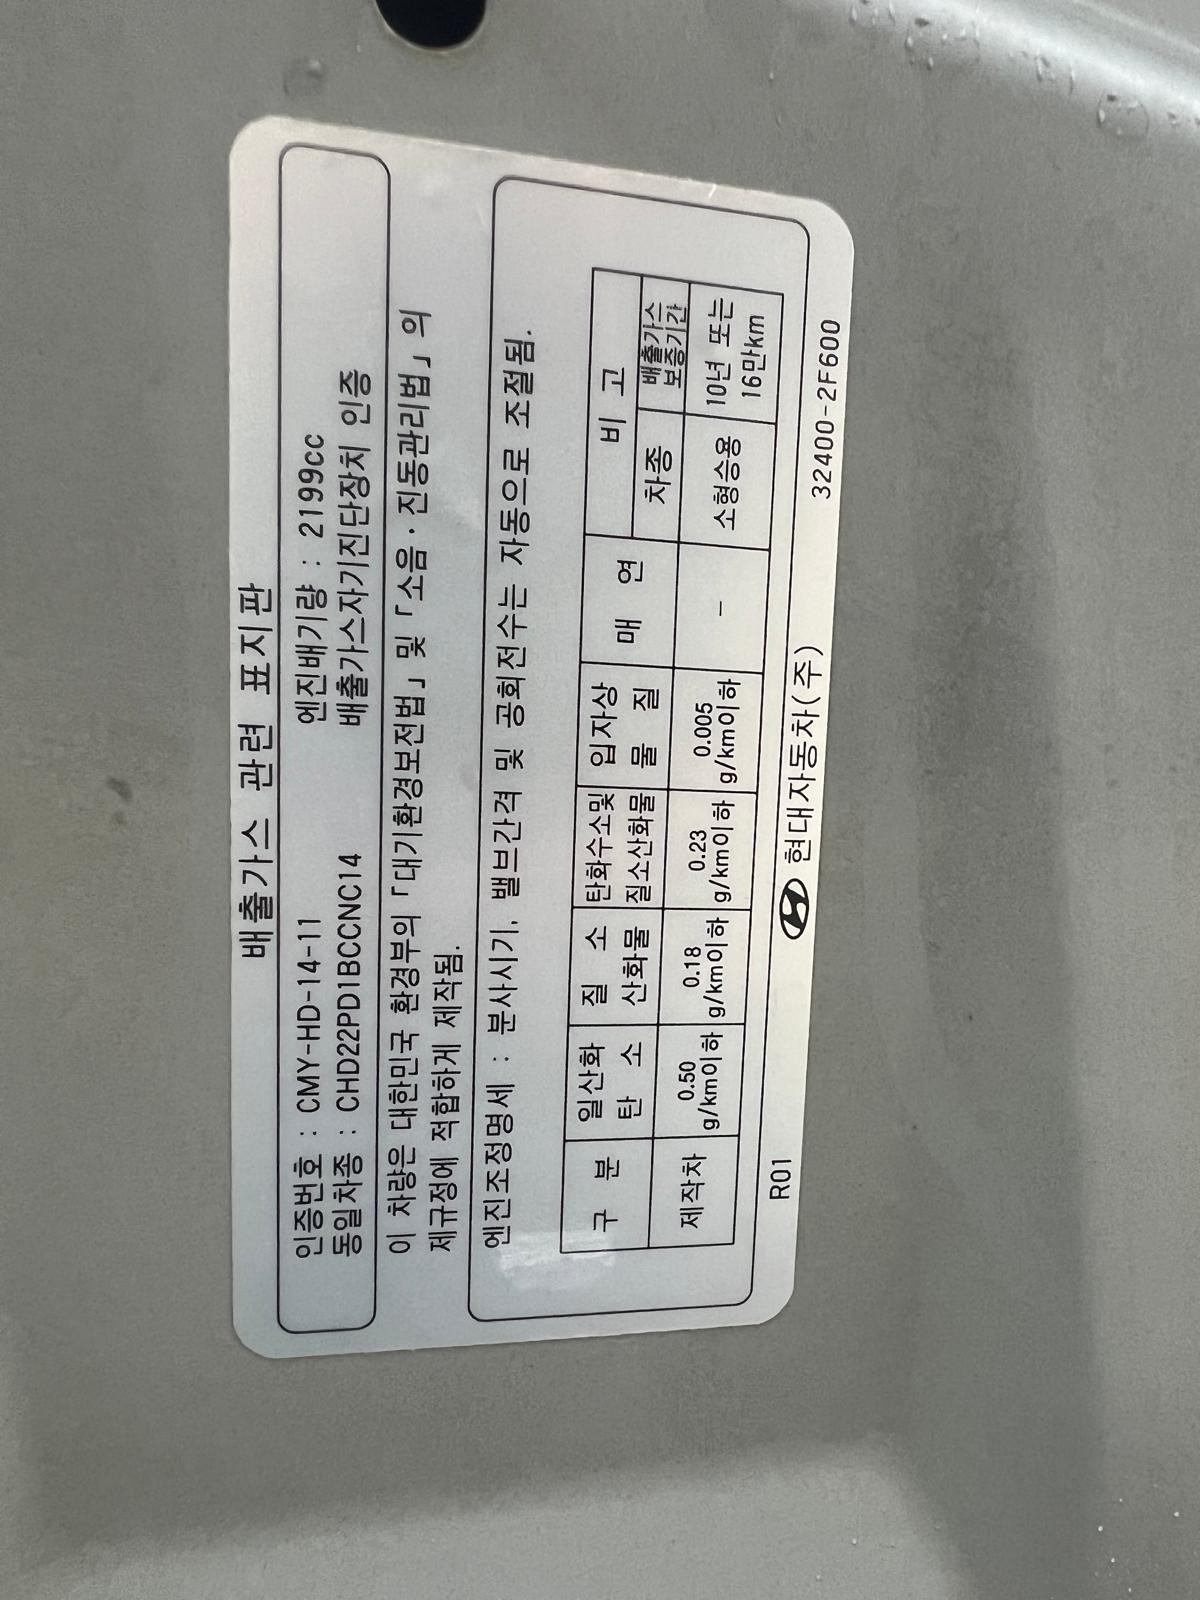 배출가스 관련 표지판
인증번호 : CMY-HD-14-11 엔진배기량 : 2199cc
동일차종 : CHD22PD1BCCNC14 배출가스자기진단장치 인증
이 차량은 대한민국 환경부의 「대기환경보전법」 및 「소음·진동관리법」의
제규정에 적합하게 제작됨.
엔진조정명세 : 분사시기, 밸브간격 및 공회전수는 자동으로 조절됨.
구 분 일산화 탄 소 질 소 산화물 탄화수소및 질소산화물 입자상 물 질 매 연 비 고
차종 배출가스 보증기간
제작차 0.50 g/km이하 0.18 g/km이하 0.23 g/km이하 0.005 g/km이하 – 소형승용 10년 또는 16만km
R01 현대자동차(주) 32400-2F600